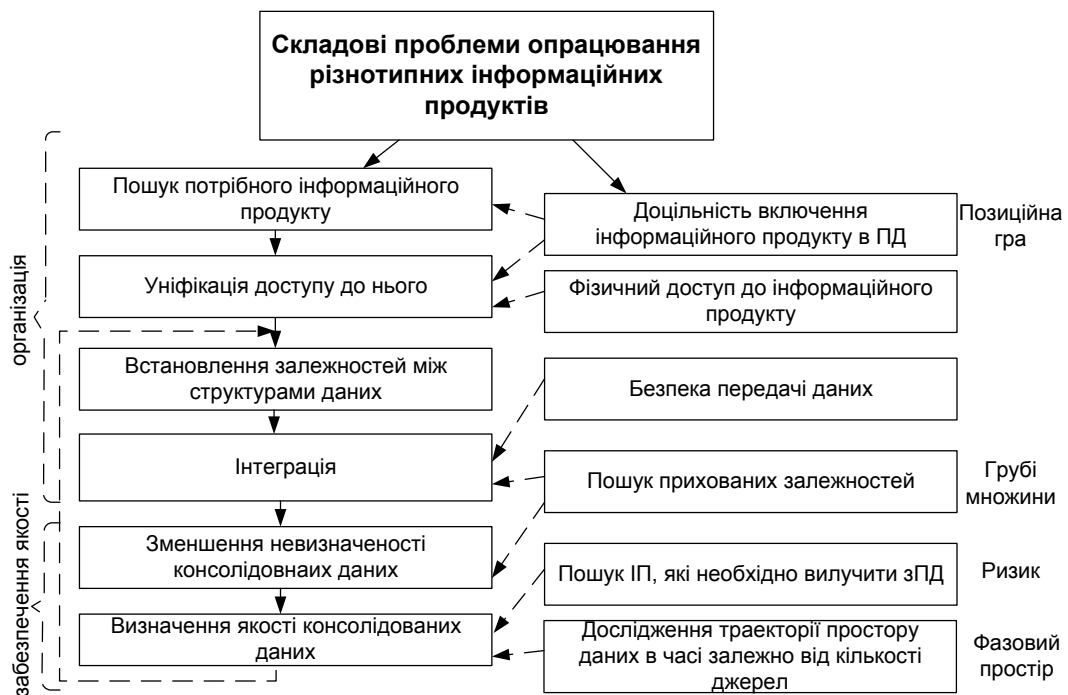 Складові проблеми опрацювання
різнотипних інформаційних
продуктів
організація
Пошук потрібного інформаційного
продукту
Доцільність включення
інформаційного продукту в ПД
Позиційна
гра
Уніфікація доступу до нього
Фізичний доступ до інформаційного
продукту
Встановлення залежностей між
структурами даних
Безпека передачі даних
Інтеграція
Пошук прихованих залежностей
Грубі
множини
забезпечення якості
Зменшення невизначеності
консолідовнаих даних
Пошук ІП, які необхідно вилучити зПД
Ризик
Визначення якості консолідованих
даних
Дослідження траекторії простору
даних в часі залежно від кількості
джерел
Фазовий
простір